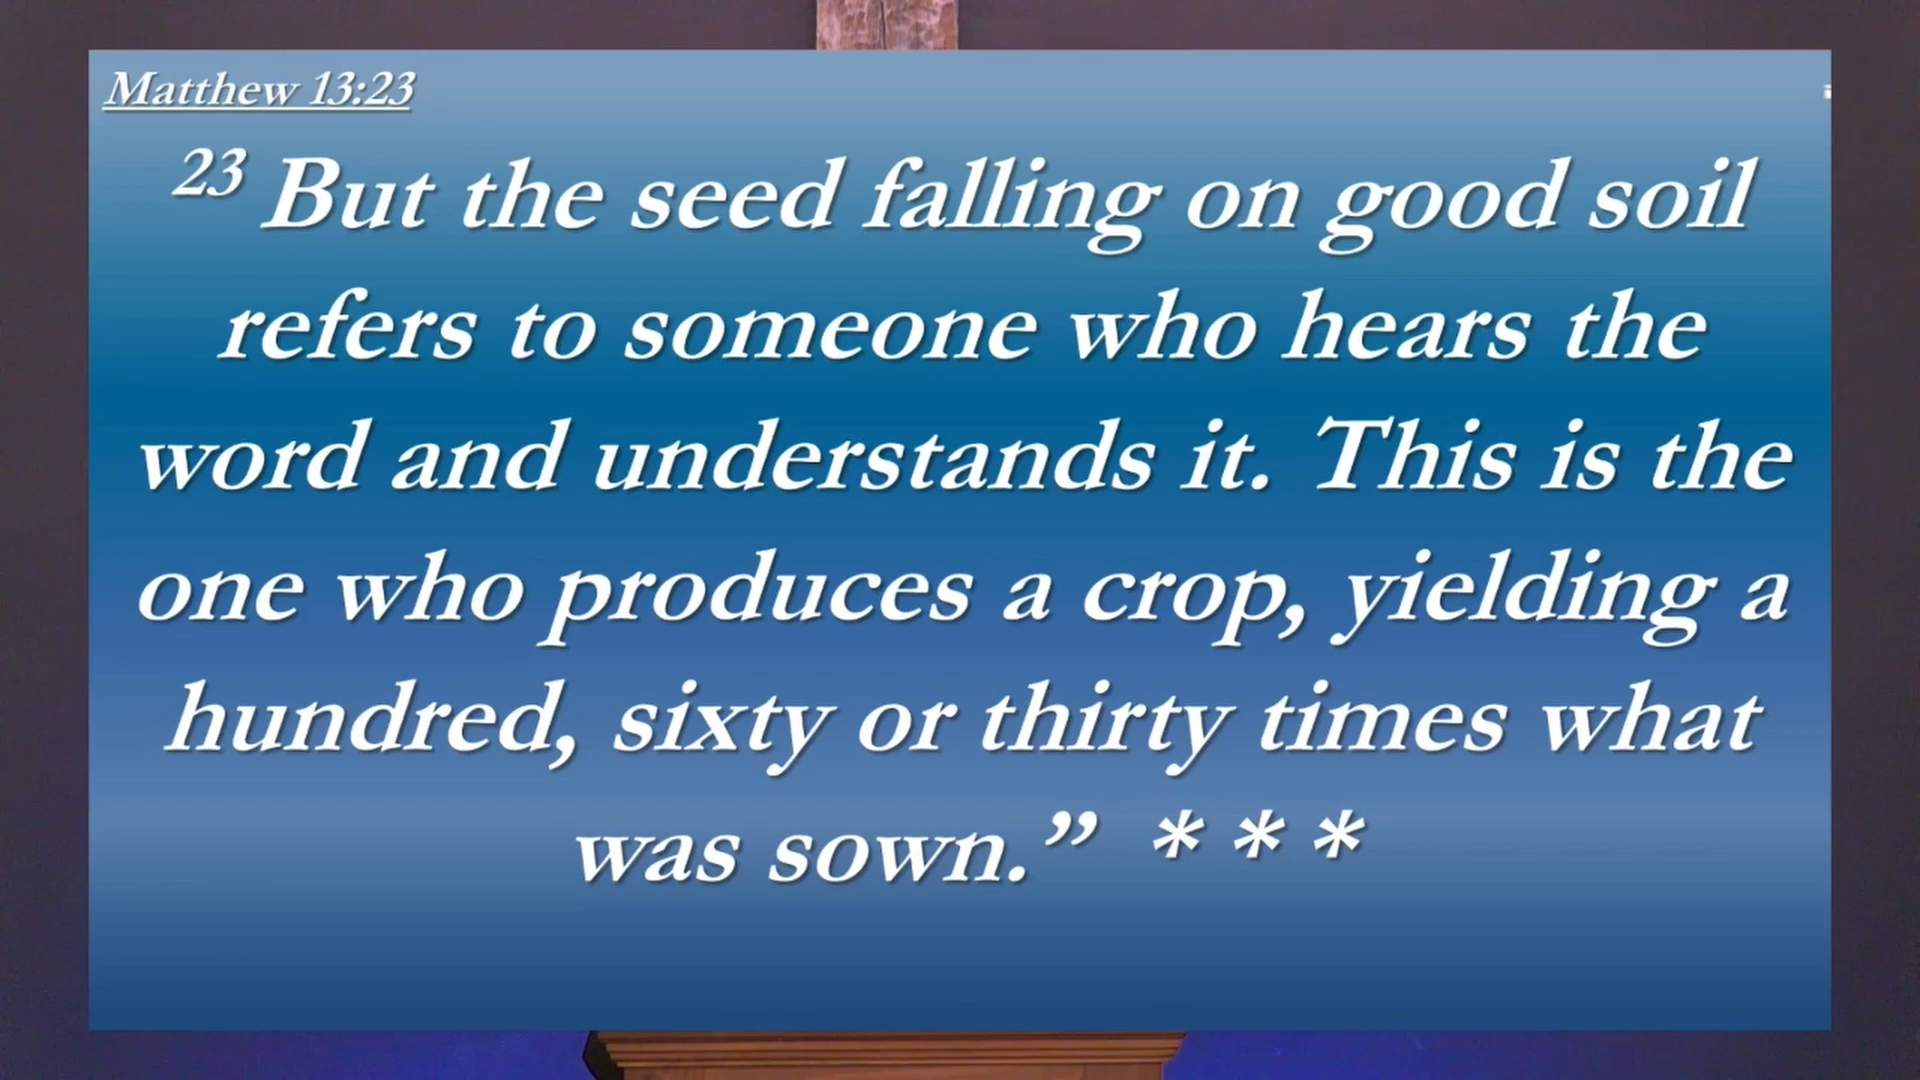 Matthew 13:23
23 But the seed falling on good soil
refers to someone who hears the
word and understands it. This is the
one who produces a crop, yielding a
hundred, sixty or thirty times what
was sown.” * * *